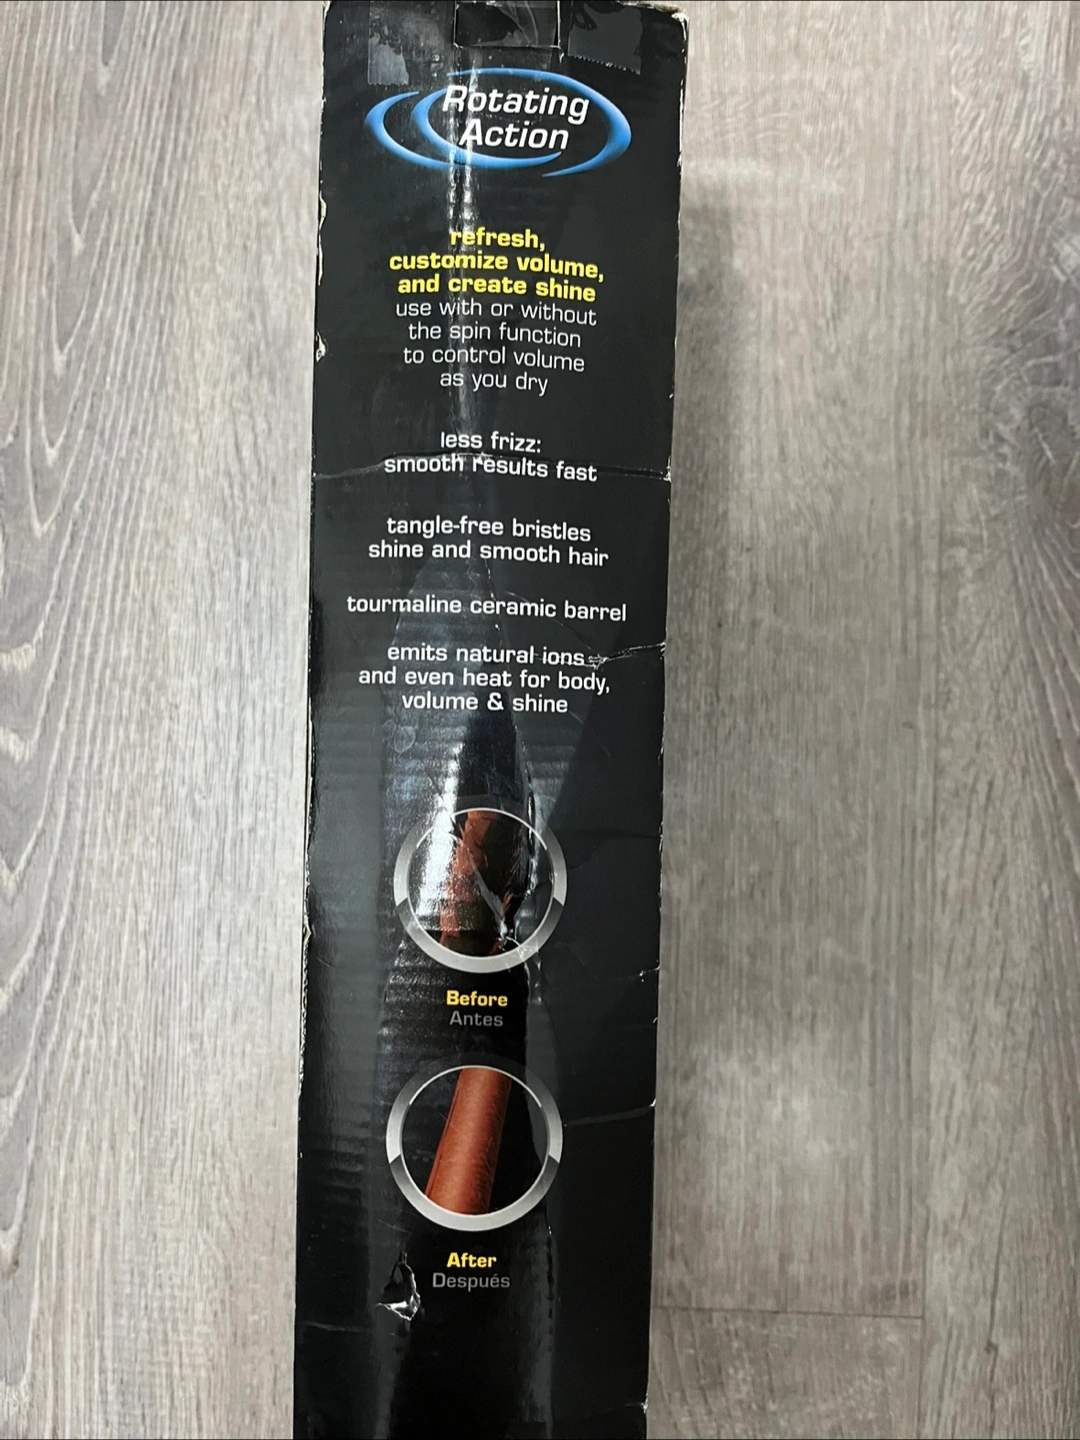 Rotating
Action
refresh,
customize volume,
and create shine
use with or without
the spin function
to control volume
as you dry
less frizz:
smooth results fast
tangle-free bristles
shine and smooth hair
tourmaline ceramic barrel
emits natural ions
and even heat for body,
volume & shine
Before
Antes
After
Después